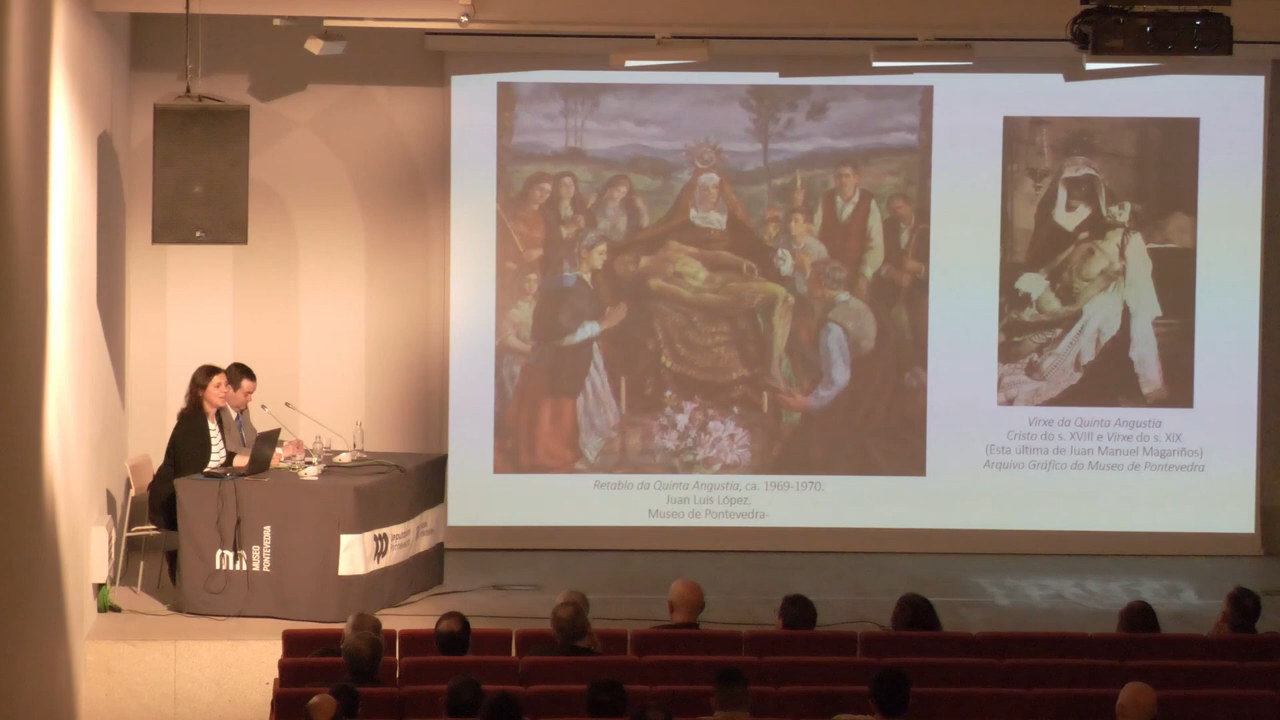 Retablo da Quinta Angustia, ca. 1969-1970.
Juan Luis López.
Museo de Pontevedra-
Virxe da Quinta Angustia
Cristo do s. XVIII e Virxe do s. XIX
(Esta última de Juan Manuel Magariños)
Arquivo Gráfico do Museo de Pontevedra
MUSEO
PONTEVEDRA